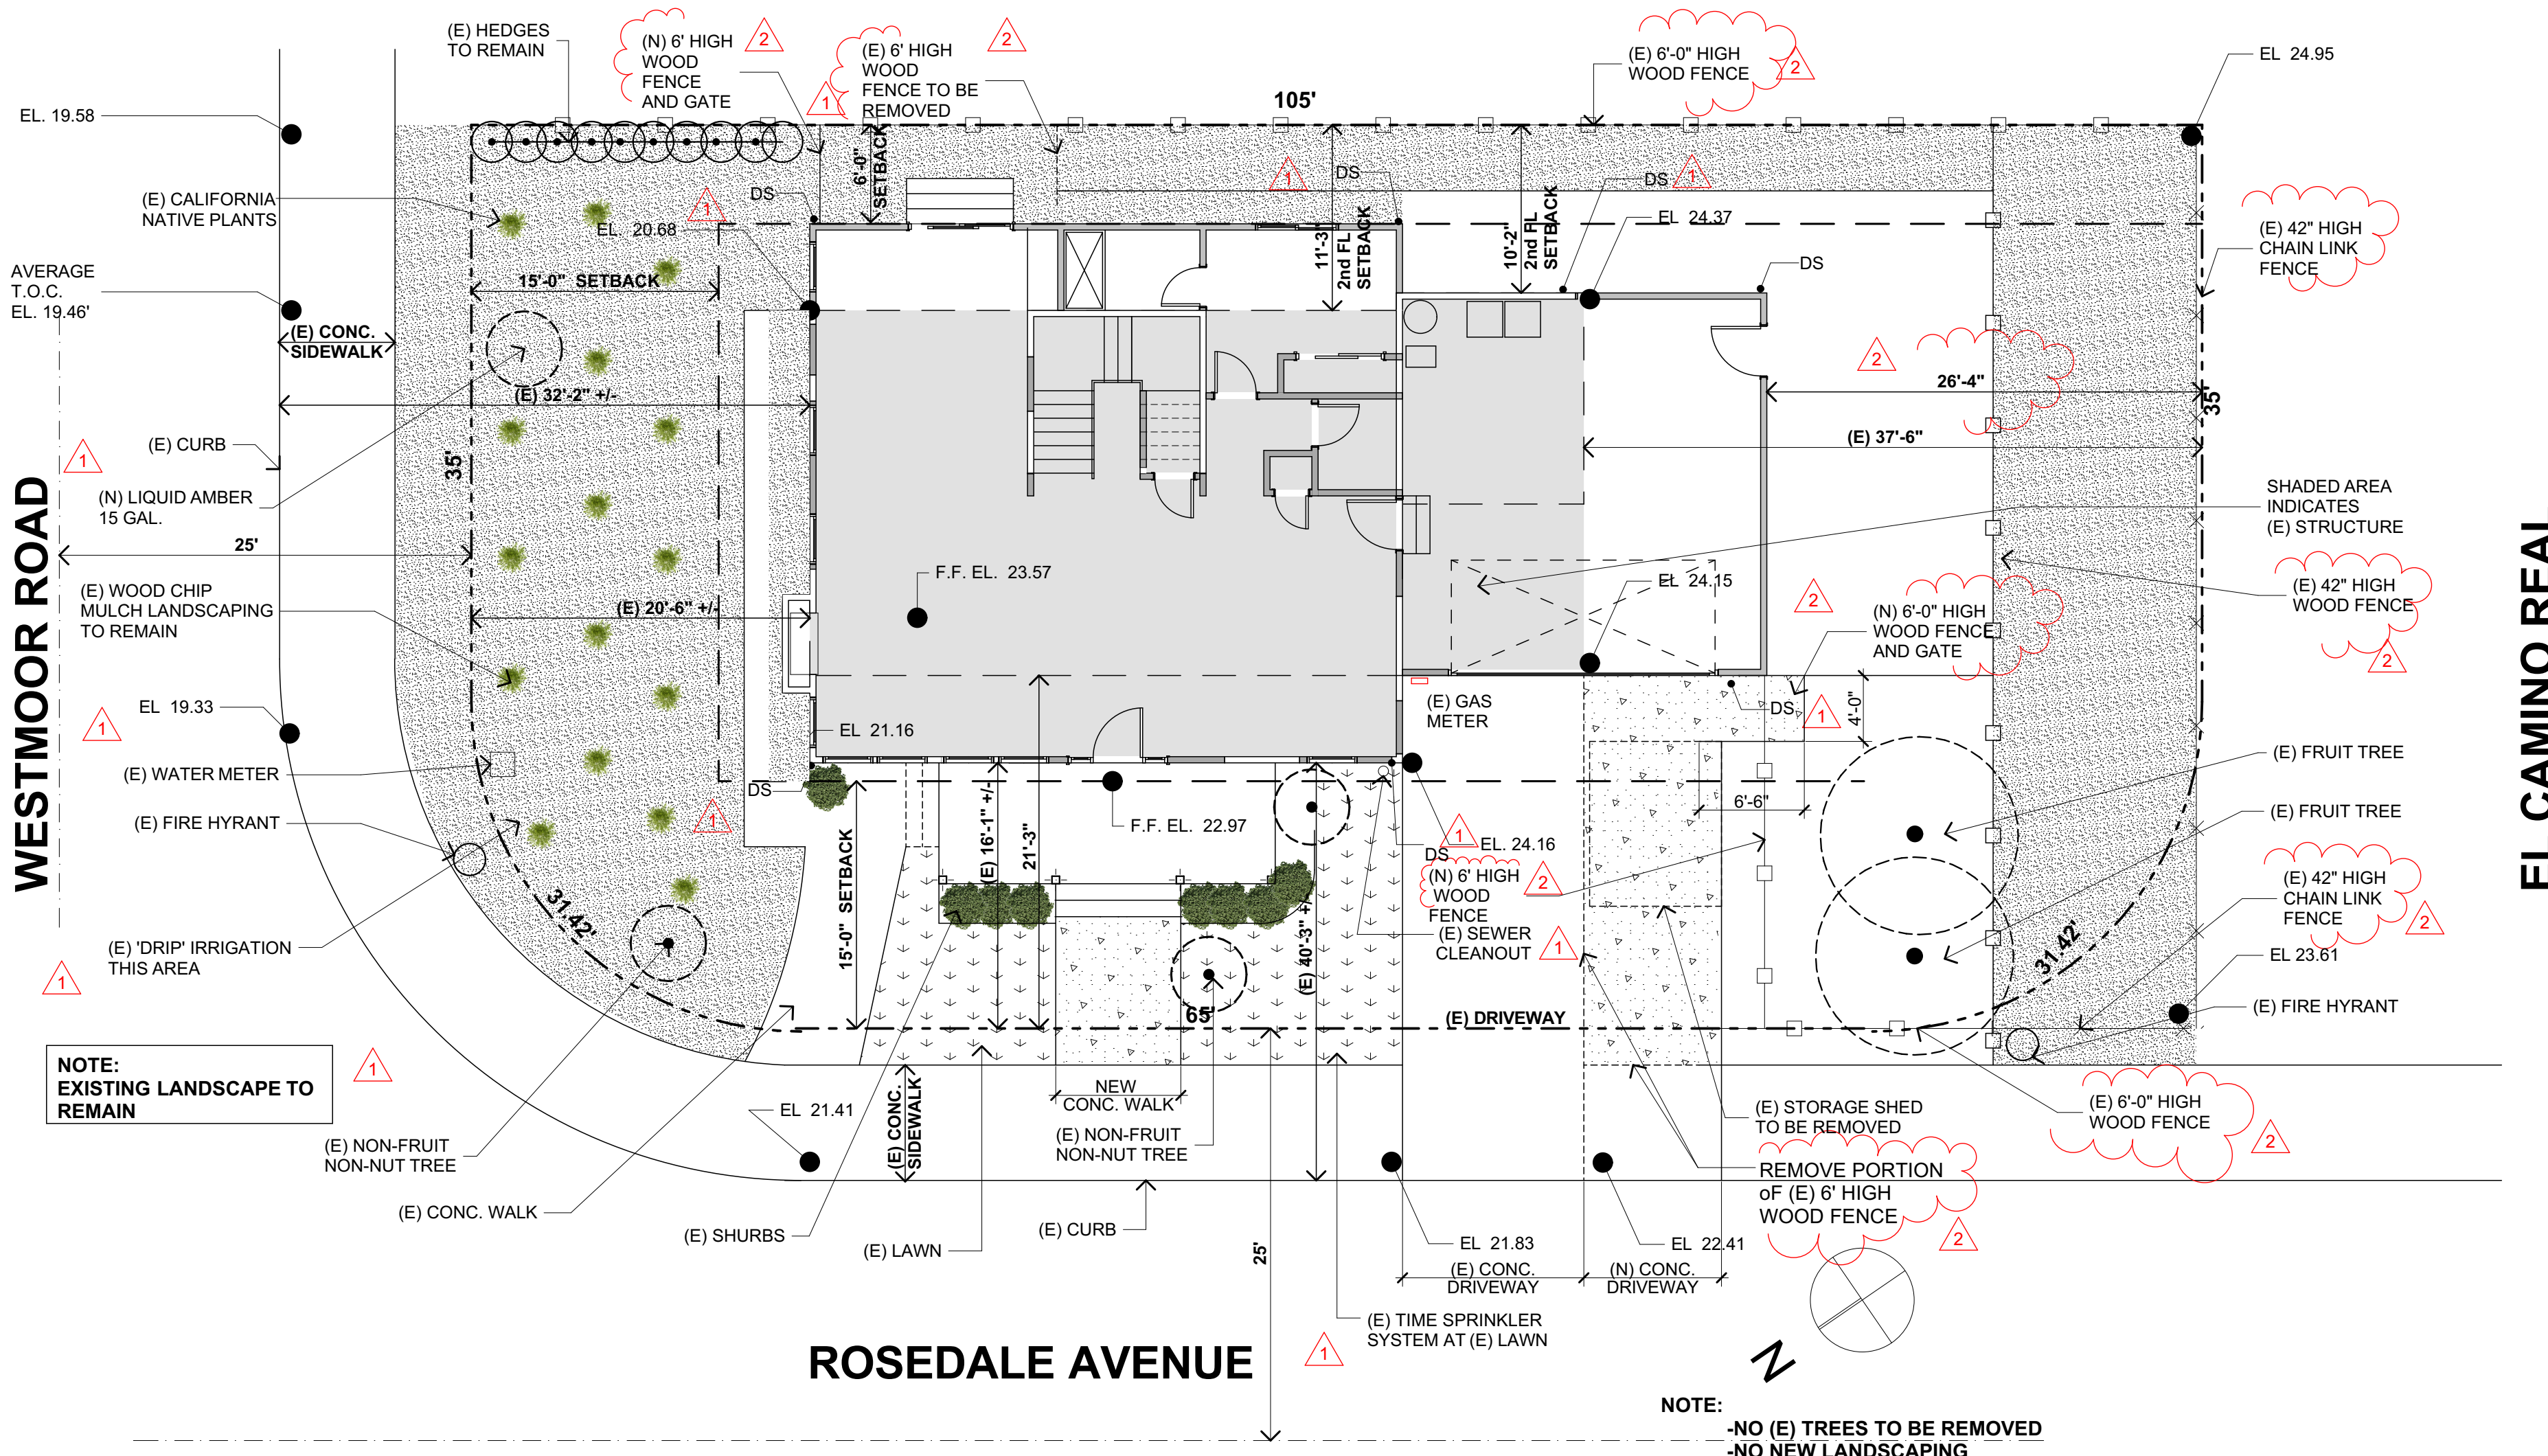 (E) HEDGES
TO REMAIN
(N) 6' HIGH
WOOD
FENCE
AND GATE
2
(E) 6' HIGH
WOOD
FENCE TO BE
REMOVED
1
2
(E) 6'-0" HIGH
WOOD FENCE
2
EL 24.95
EL. 19.58
105'
(E) CALIFORNIA
NATIVE PLANTS
1
DS
EL. 20.68
6'-0"
SETBACK
1
DS
11'-3"
2nd FL
SETBACK
10'-2"
2nd FL
SETBACK
DS
1
EL 24.37
DS
(E) 42" HIGH
CHAIN LINK
FENCE
AVERAGE
T.O.C.
EL. 19.46'
15'-0" SETBACK
(E) CONC.
SIDEWALK
(E) 32'-2" +/-
2
26'-4"
35'
(E) 37'-6"
(E) CURB
1
35'
(N) LIQUID AMBER
15 GAL.
WESTMOOR ROAD
25'
SHADED AREA
INDICATES
(E) STRUCTURE
EL CAMINO REAL
F.F. EL. 23.57
EL 24.15
(E) WOOD CHIP
MULCH LANDSCAPING
TO REMAIN
(E) 20'-6" +/-
2
(N) 6'-0" HIGH
WOOD FENCE
AND GATE
(E) 42" HIGH
WOOD FENCE
2
EL 19.33
1
EL 21.16
(E) GAS
METER
DS
1
4'-0"
(E) WATER METER
(E) FRUIT TREE
DS
1
(E) FIRE HYRANT
6'-6"
(E) FRUIT TREE
F.F. EL. 22.97
(E) 16'-1" +/-
21'-3"
15'-0" SETBACK
(E) 40'-3" +/-
1
DS
EL. 24.16
(N) 6' HIGH
WOOD
FENCE
2
(E) SEWER
CLEANOUT
1
(E) 42" HIGH
CHAIN LINK
FENCE
2
31.42'
31.42'
(E) 'DRIP' IRRIGATION
THIS AREA
1
EL 23.61
(E) FIRE HYRANT
65'
(E) DRIVEWAY
NOTE:
EXISTING LANDSCAPE TO
REMAIN
1
EL 21.41
(E) CONC.
SIDEWALK
NEW
CONC. WALK
(E) NON-FRUIT
NON-NUT TREE
(E) NON-FRUIT
NON-NUT TREE
(E) STORAGE SHED
TO BE REMOVED
(E) 6'-0" HIGH
WOOD FENCE
2
REMOVE PORTION
oF (E) 6' HIGH
WOOD FENCE
2
(E) CONC. WALK
(E) SHURBS
(E) LAWN
(E) CURB
25'
EL 21.83
EL 22.41
(E) CONC.
DRIVEWAY
(N) CONC.
DRIVEWAY
(E) TIME SPRINKLER
SYSTEM AT (E) LAWN
1
ROSEDALE AVENUE
N
NOTE:
-NO (E) TREES TO BE REMOVED
-NO NEW LANDSCAPING